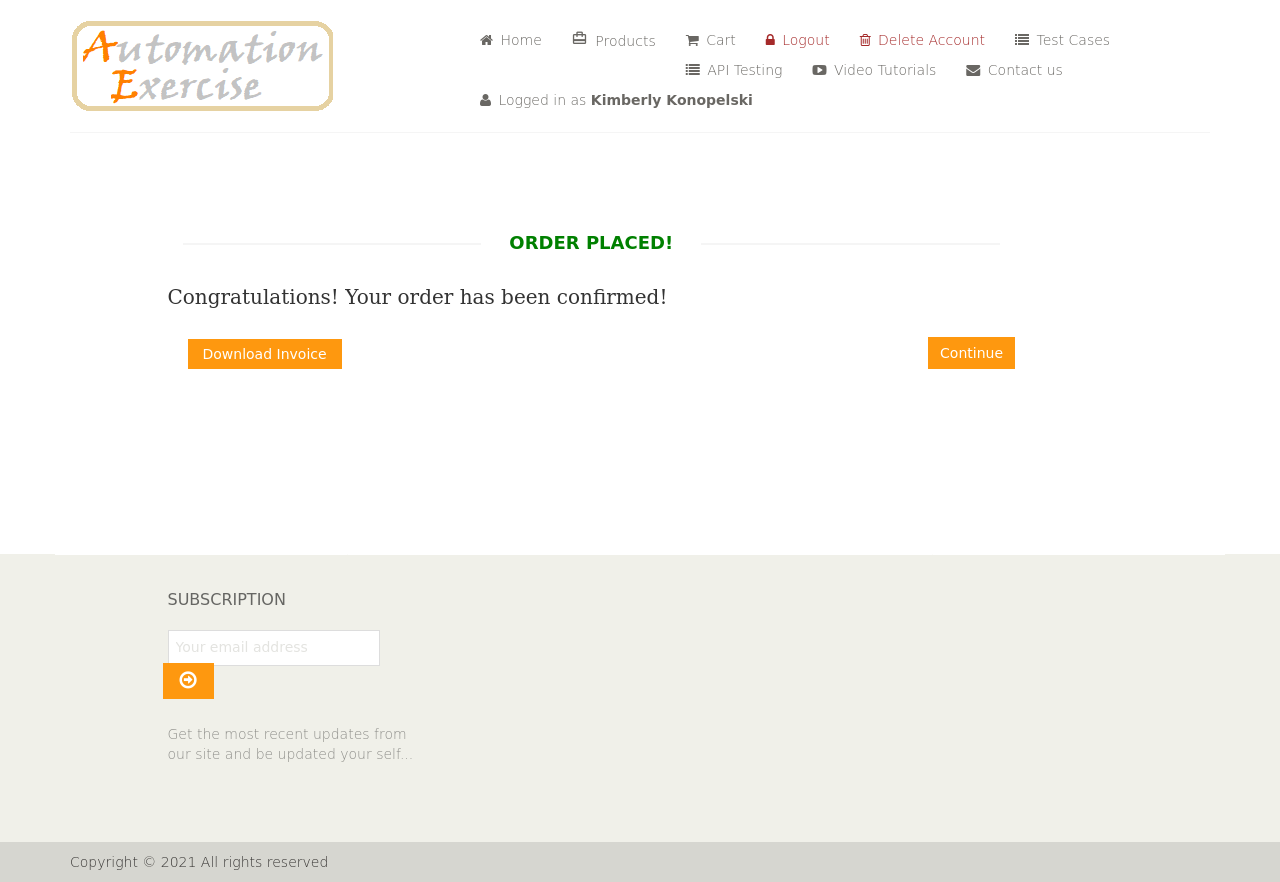 Automation
Exercise
Home Products Cart Logout Delete Account Test Cases
API Testing Video Tutorials Contact us
Logged in as Kimberly Konopelski
ORDER PLACED!
Congratulations! Your order has been confirmed!
Download Invoice Continue
SUBSCRIPTION
Your email address
Get the most recent updates from
our site and be updated your self...
Copyright © 2021 All rights reserved